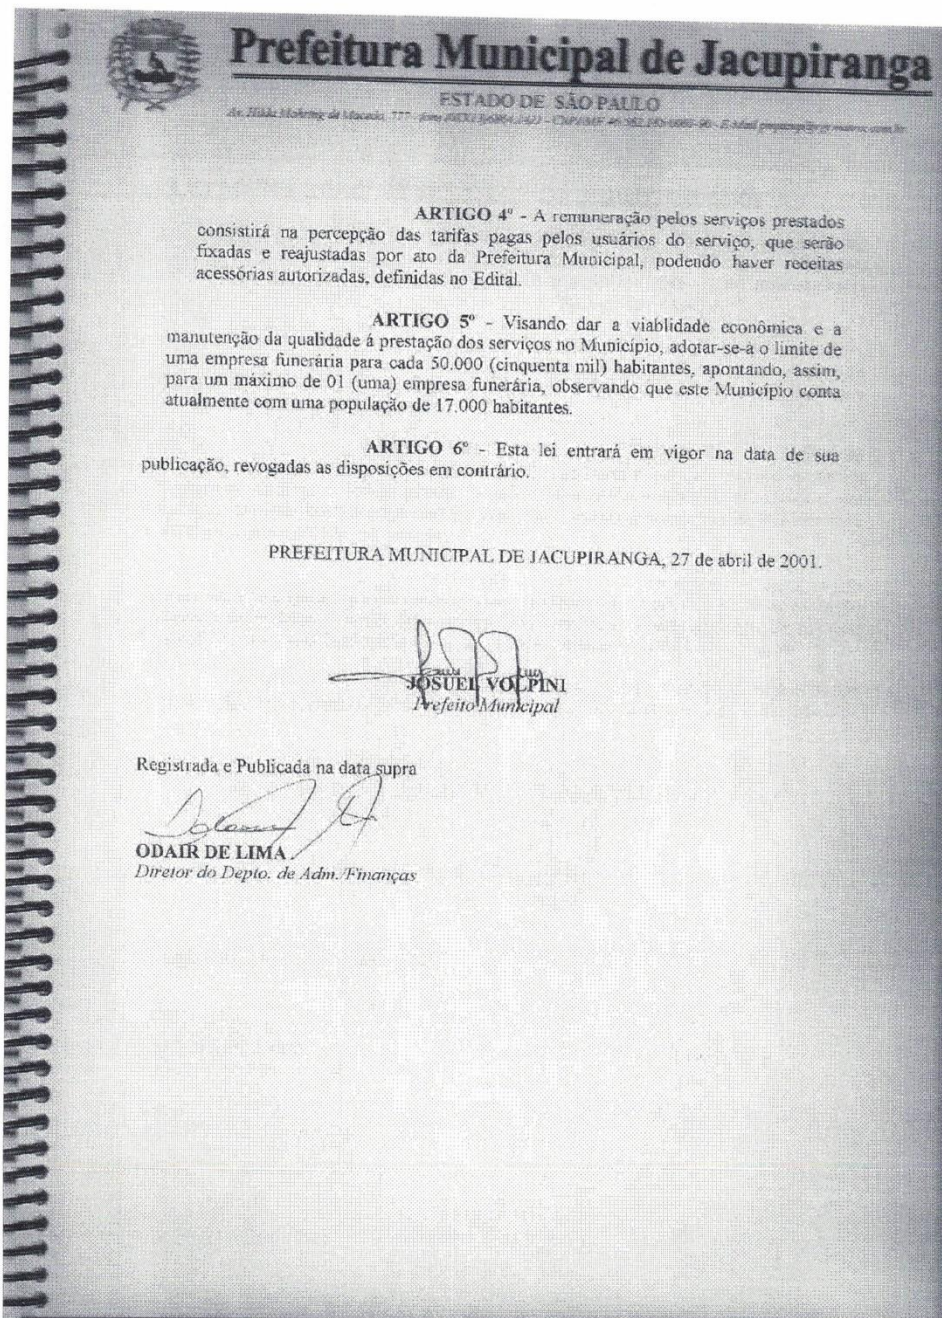 Prefeitura Municipal de Jacupiranga
ESTADO DE SÃO PAULO
Av. Hilda Mohring de Macedo, 777 -
ARTIGO 4º - A remuneração pelos serviços prestados
consistirá na percepção das tarifas pagas pelos usuários do serviço, que serão
fixadas e reajustadas por ato da Prefeitura Municipal, podendo haver receitas
acessórias autorizadas, definidas no Edital.
ARTIGO 5º - Visando dar a viablidade econômica e a
manutenção da qualidade á prestação dos serviços no Município, adotar-se-á o limite de
uma empresa funerária para cada 50.000 (cinquenta mil) habitantes, apontando, assim,
para um máximo de 01 (uma) empresa funerária, observando que este Município conta
atualmente com uma população de 17.000 habitantes.
ARTIGO 6º - Esta lei entrará em vigor na data de sua
publicação, revogadas as disposições em contrário.
PREFEITURA MUNICIPAL DE JACUPIRANGA, 27 de abril de 2001.
JOSUEL VOLPINI
Prefeito Municipal
Registrada e Publicada na data supra
ODAIR DE LIMA
Diretor do Depto. de Adm./Finanças